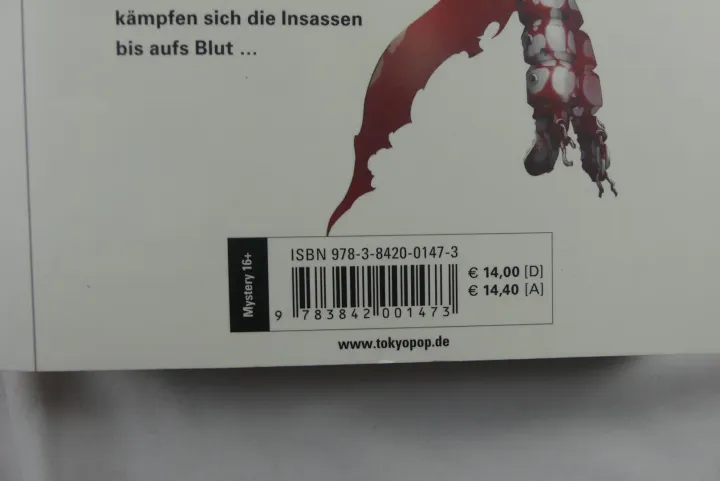 kämpfen sich die Insassen
bis aufs Blut ...
Mystery 16+
ISBN 978-3-8420-0147-3
€ 14,00 [D]
€ 14,40 [A]
9 783842 001473
www.tokyopop.de